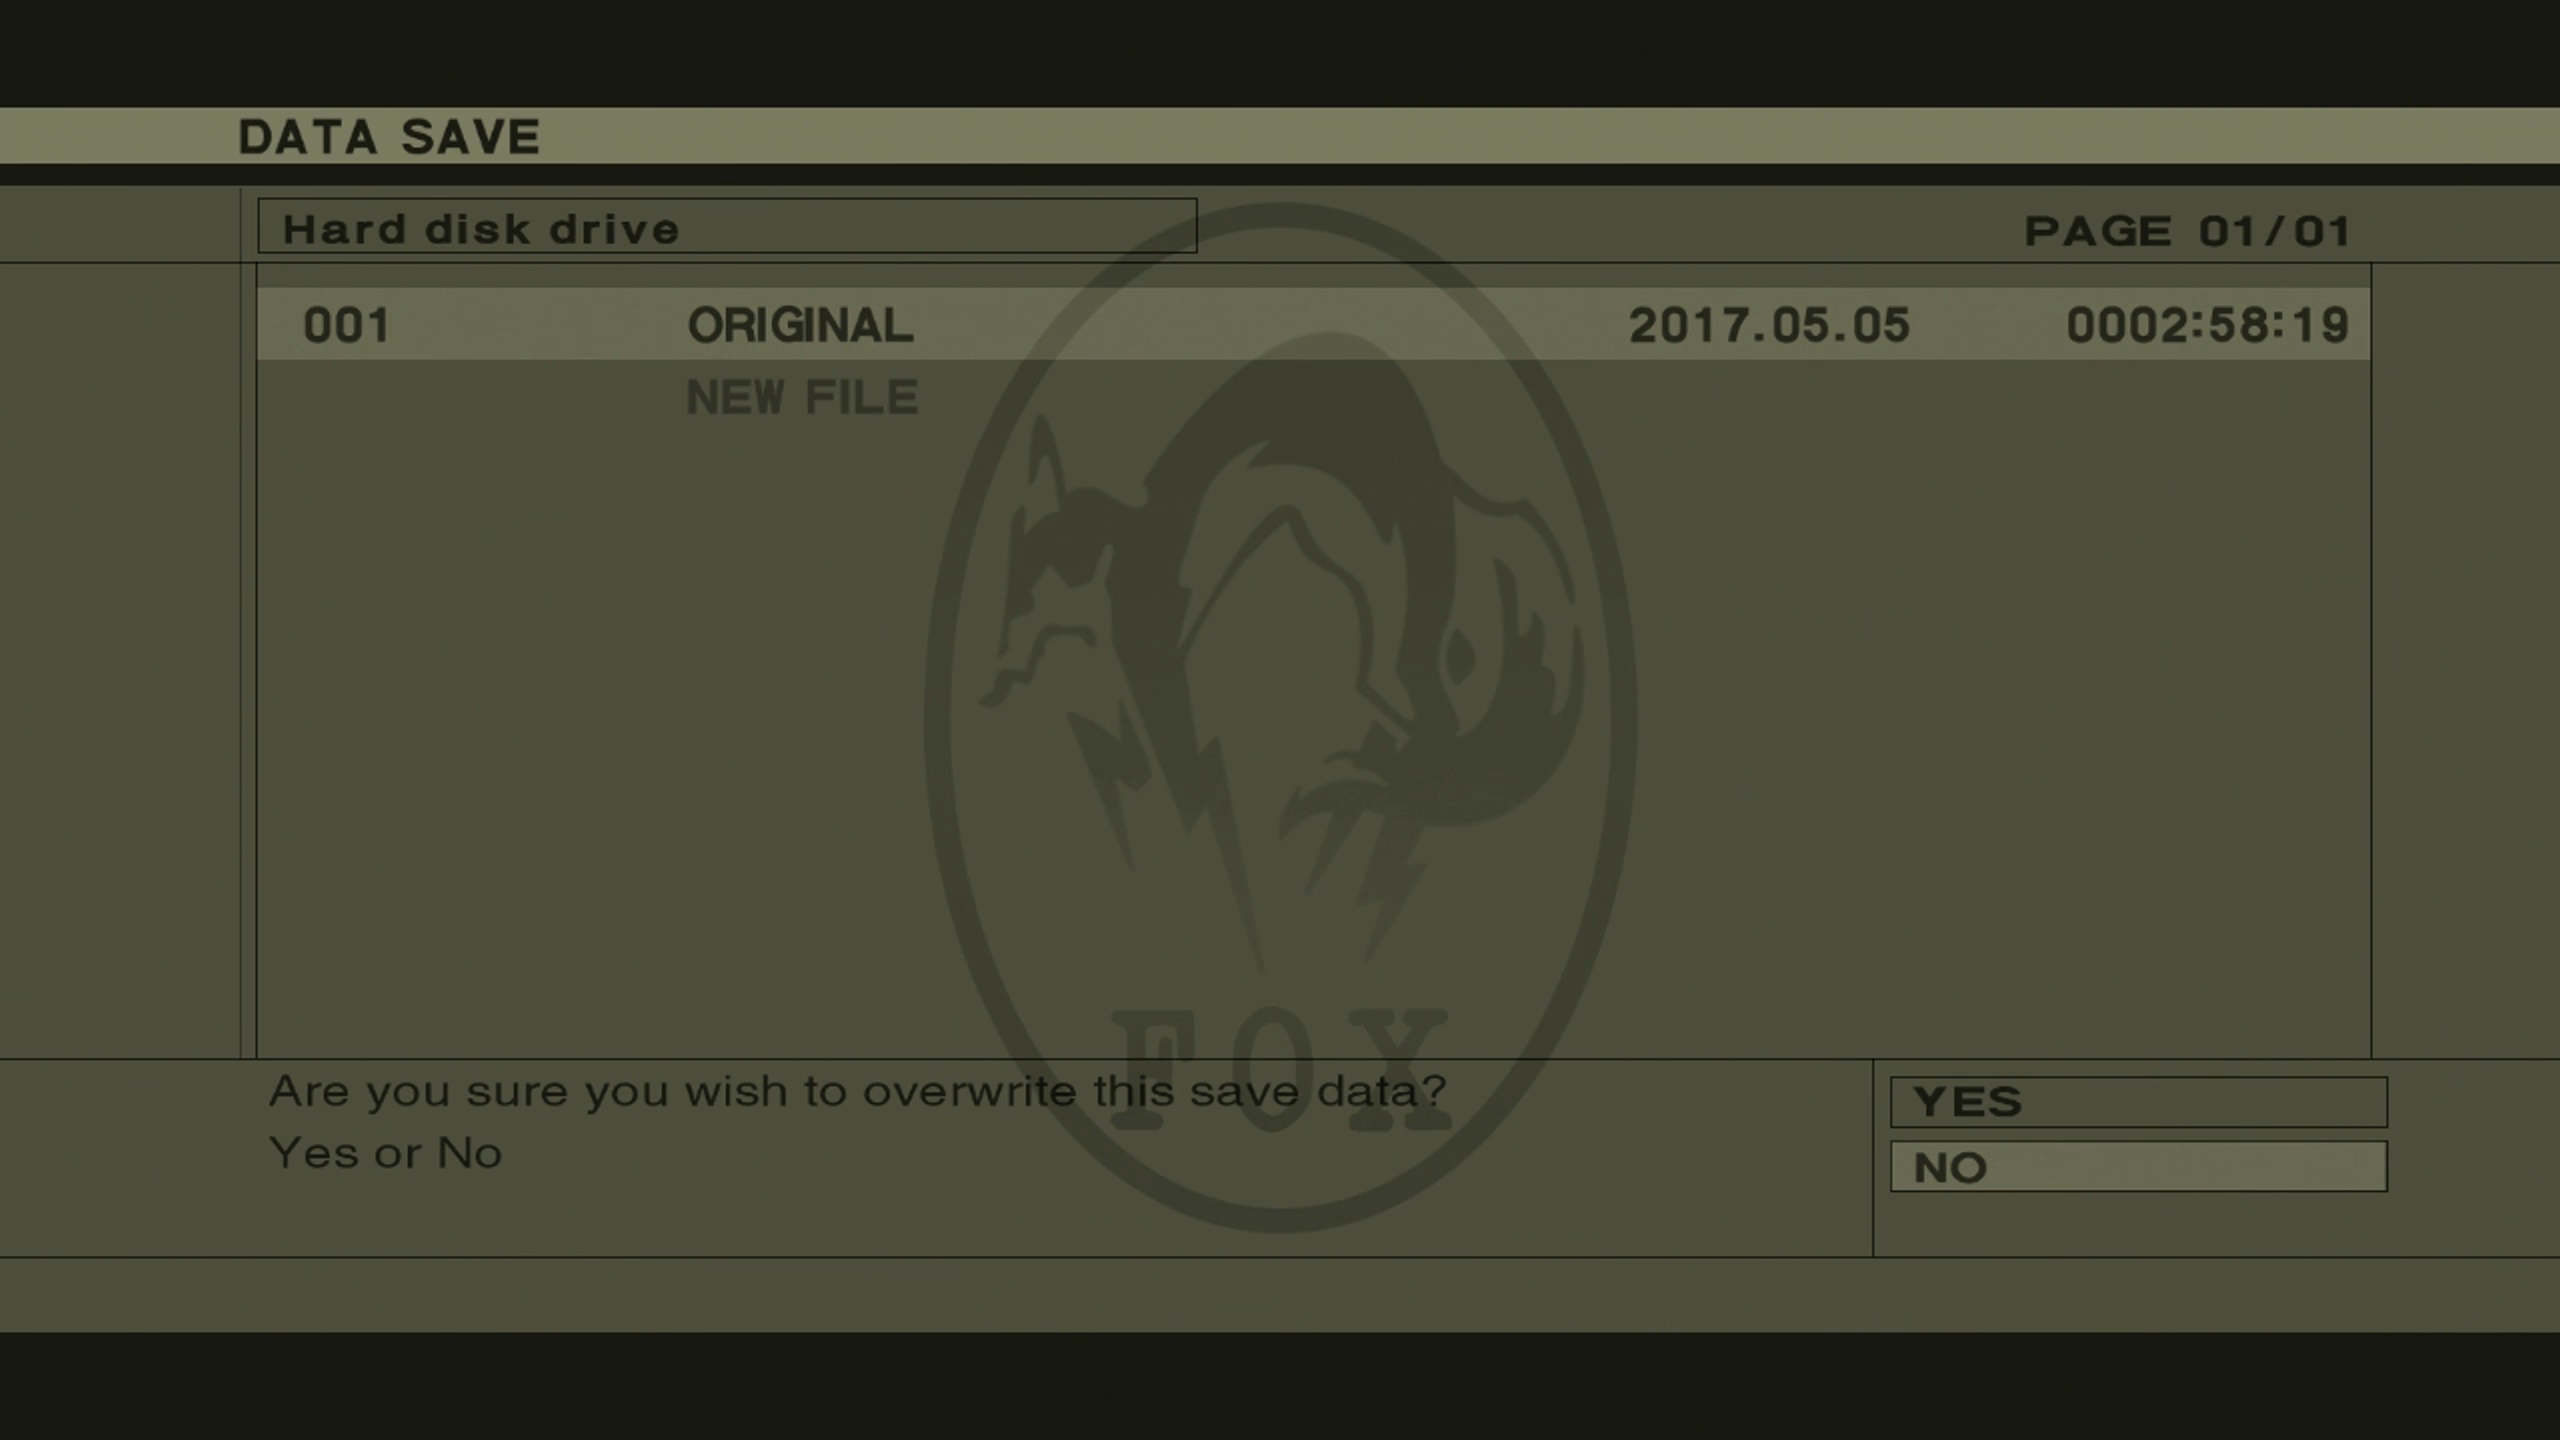 DATA SAVE
Hard disk drive PAGE 01/01
001 ORIGINAL 2017.05.05 0002:58:19
NEW FILE
FOX
Are you sure you wish to overwrite this save data?
Yes or No
YES
NO